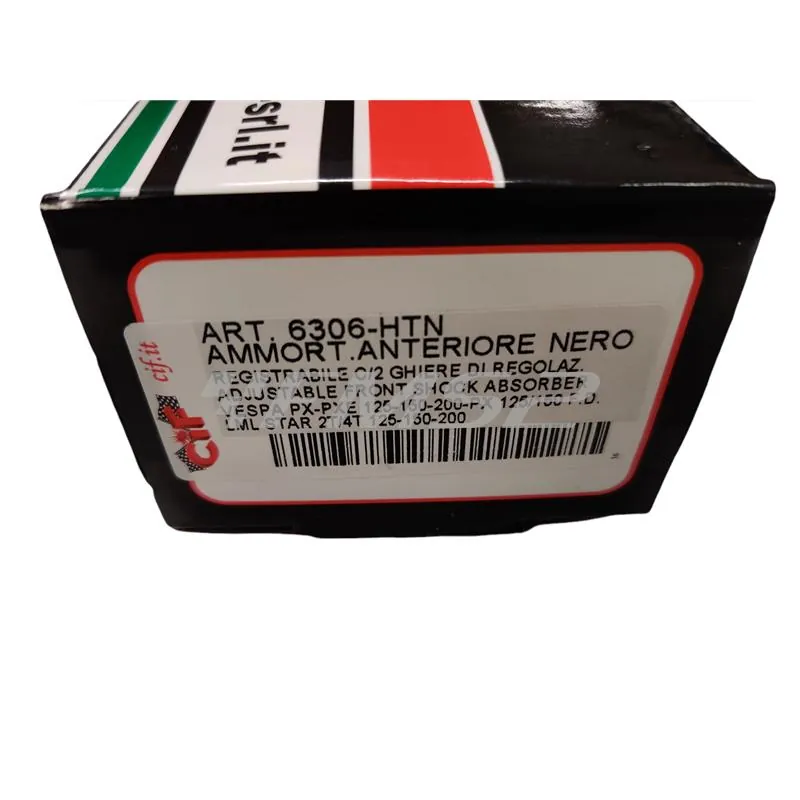 srl.it
ART. 6306-HTN
AMMORT.ANTERIORE NERO
REGISTRABILE C/2 GHIERE DI REGOLAZ.
ADJUSTABLE FRONT SHOCK ABSORBER
VESPA PX-PXE 125-150-200-PX 125/150 F.D.
LML STAR 2T/4T 125-150-200
CIF
cif.it